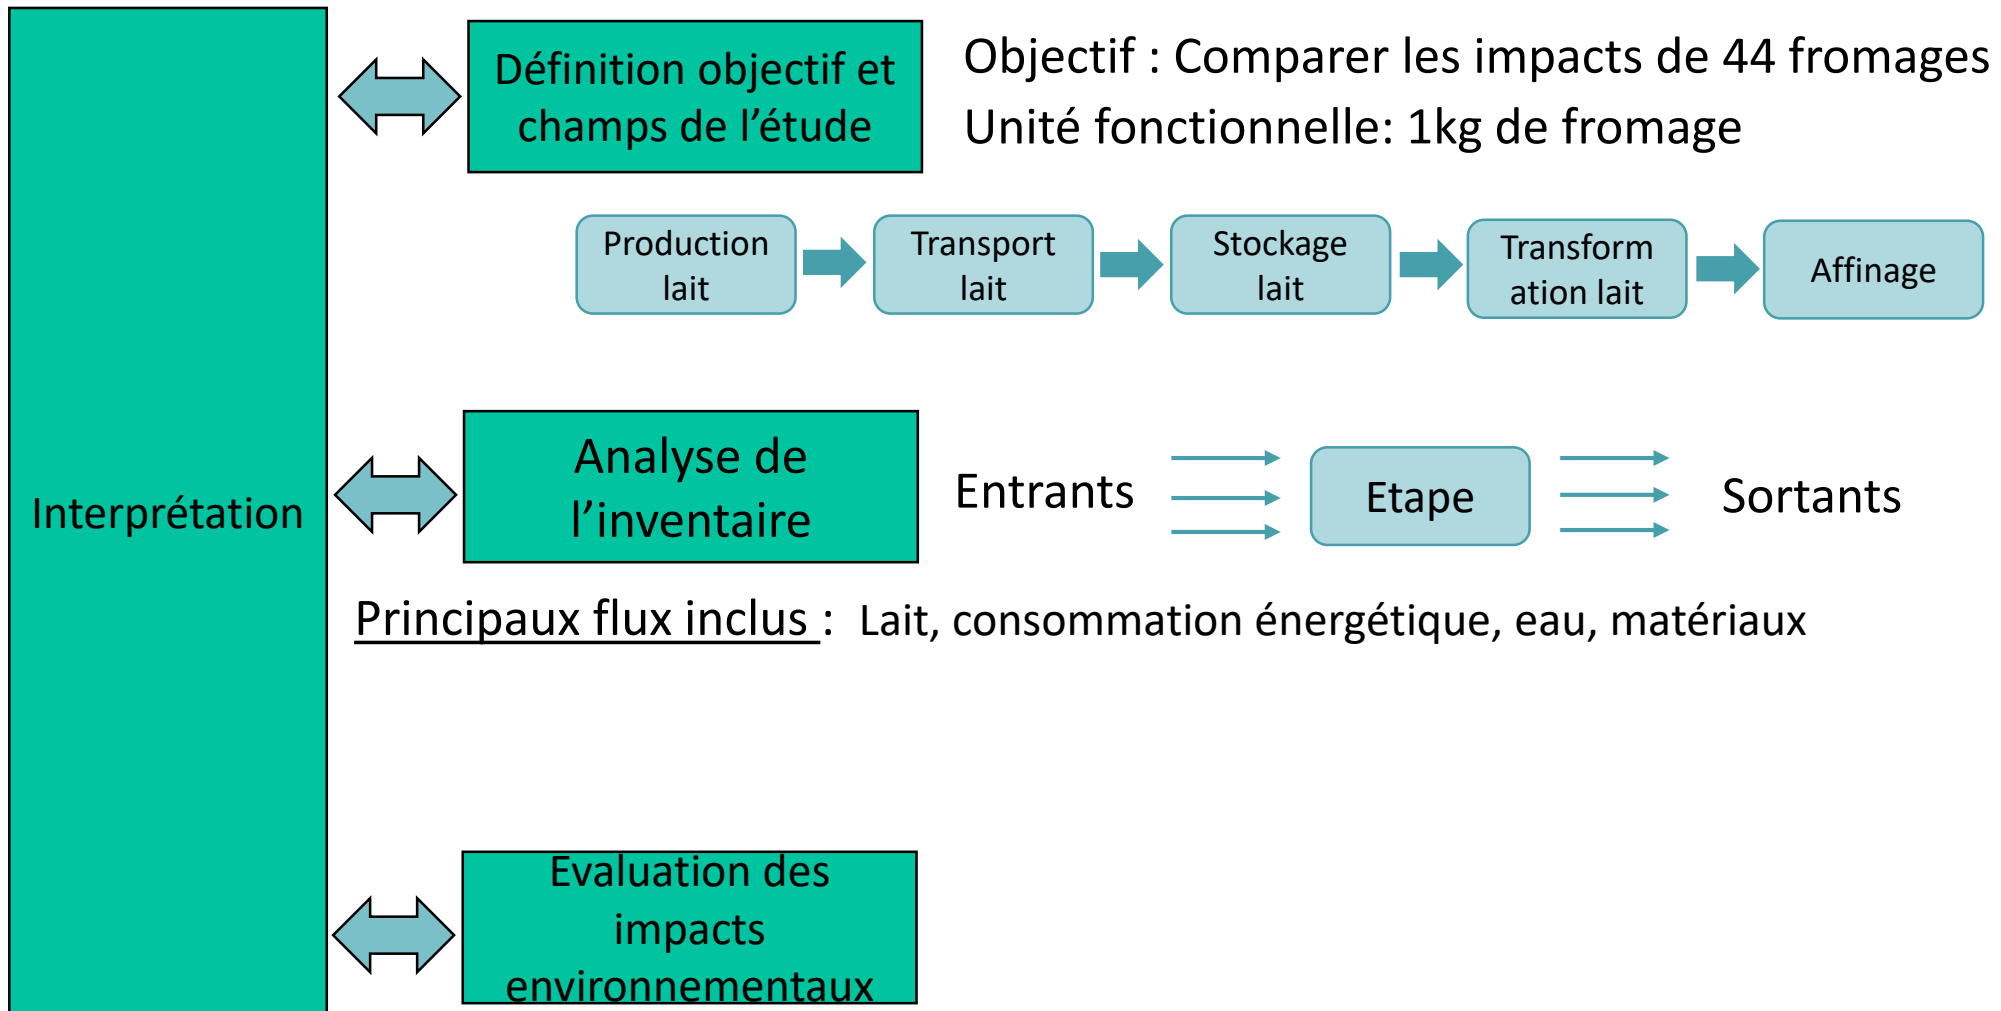 Définition objectif et
champs de l’étude
Objectif : Comparer les impacts de 44 fromages
Unité fonctionnelle: 1kg de fromage
Production
lait
Transport
lait
Stockage
lait
Transform
ation lait
Affinage
Interprétation
Analyse de
l’inventaire
Entrants
Etape
Sortants
Principaux flux inclus : Lait, consommation énergétique, eau, matériaux
Evaluation des
impacts
environnementaux